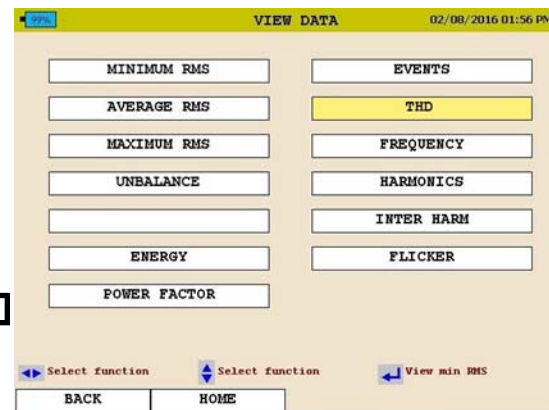 99% VIEW DATA 02/08/2016 01:56 PM
MINIMUM RMS EVENTS
AVERAGE RMS THD
MAXIMUM RMS FREQUENCY
UNBALANCE HARMONICS
INTER HARM
ENERGY FLICKER
POWER FACTOR
Select function Select function View min RMS
BACK HOME